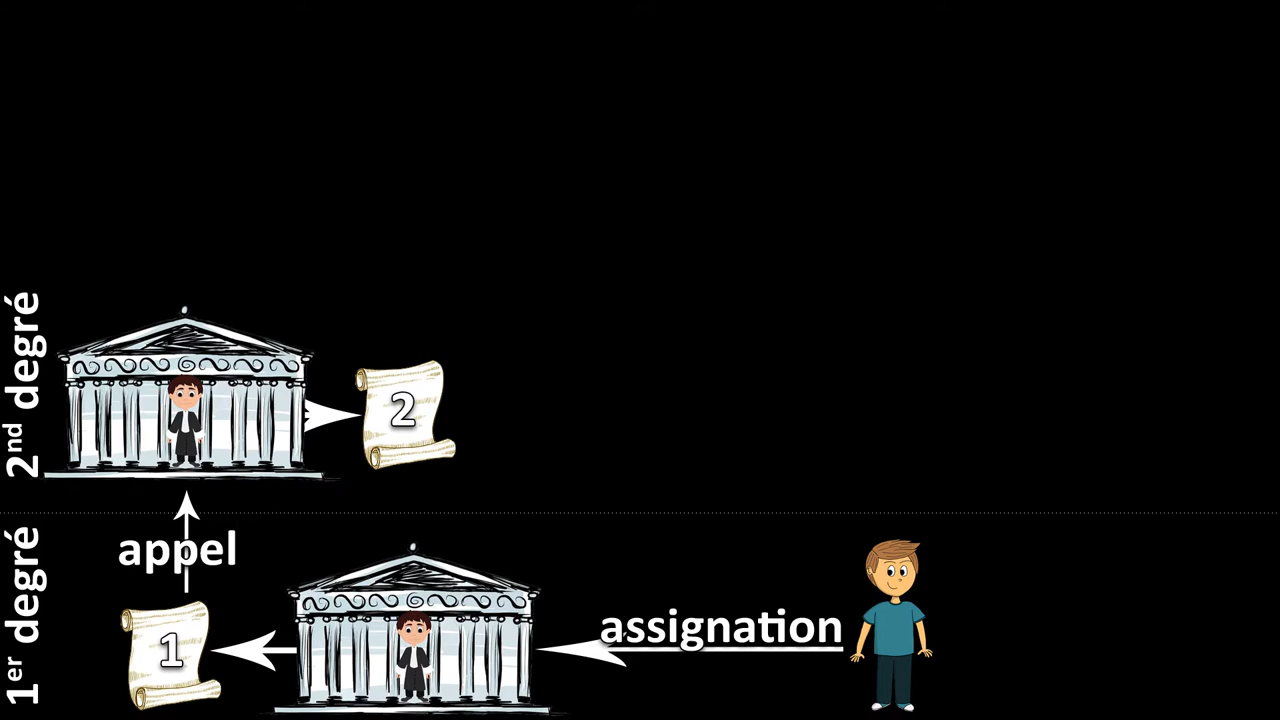 2nd degré
2
appel
1er degré
1
assignation